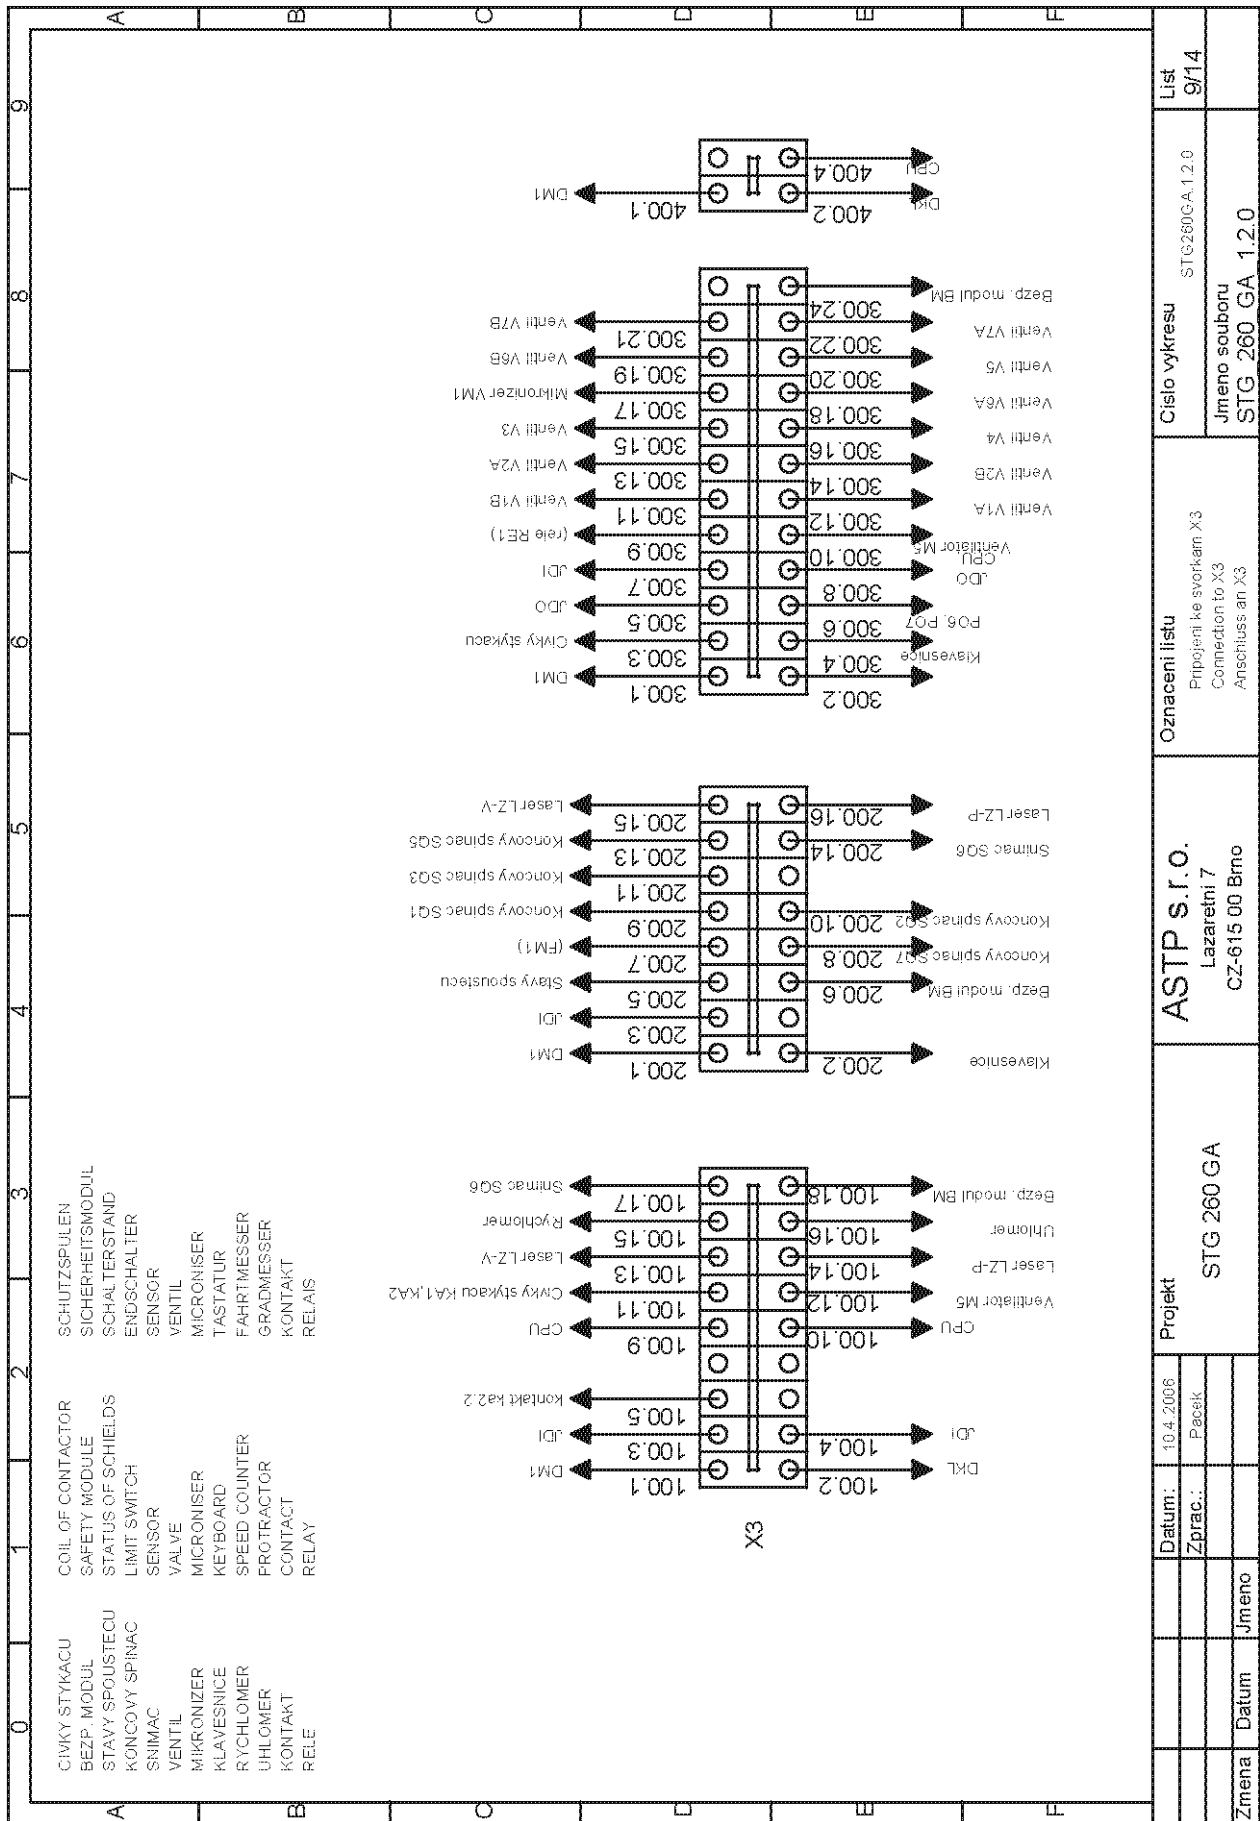 0 1 2 3 4 5 6 7 8 9
A
B
C
D
E
F
A
B
C
D
E
F
CIVKY STYKACU COIL OF CONTACTOR SCHUTZSPULEN
BEZP. MODUL SAFETY MODULE SICHERHEITSMODUL
STAVY SPOUSTECU STATUS OF SCHIELDS SCHALTERSTAND
KONCOVY SPINAC LIMIT SWITCH ENDSCHALTER
SNIMAC SENSOR SENSOR
VENTIL VALVE VENTIL
MIKRONIZER MICRONISER MICRONISER
KLAVESNICE KEYBOARD TASTATUR
RYCHLOMER SPEED COUNTER FAHRTMESSER
UHLOMER PROTRACTOR GRADMESSER
KONTAKT CONTACT KONTAKT
RELE RELAY RELAIS
X3
100.1 DM1
100.3 JDI
100.5 kontakt ka2.2
100.9 CPU
100.11 Civky stykacu KA1,KA2
100.13 Laser LZ-V
100.15 Rychlomer
100.17 Snimac SQ6
100.2 DKL
100.4 JDI
100.10 CPU
100.12 Ventilator M5
100.14 Laser LZ-P
100.16 Uhlomer
100.18 Bezp. modul BM
200.1 DM1
200.3 JDI
200.5 Stavy spoustecu
200.7 (FM1)
200.9 Koncovy spinac SQ1
200.11 Koncovy spinac SQ3
200.13 Koncovy spinac SQ5
200.15 Laser LZ-V
200.2 Klavesnice
200.6 Bezp. modul BM
200.8 Koncovy spinac SQ7
200.10 Koncovy spinac SQ2
200.14 Snimac SQ6
200.16 Laser LZ-P
300.1 DM1
300.3 Civky stykacu
300.5 JDO
300.7 JDI
300.9 (rele RE1)
300.11 Ventil V1B
300.13 Ventil V2A
300.15 Ventil V3
300.17 Mikronizer VM1
300.19 Ventil V6B
300.21 Ventil V7B
300.2
300.4 Klavesnice
300.6 PO6, PO7
300.8 JDO
300.10 CPU,
Ventilator M5
300.12 Ventil V1A
300.14 Ventil V2B
300.16 Ventil V4
300.18 Ventil V6A
300.20 Ventil V5
300.22 Ventil V7A
300.24 Bezp. modul BM
400.1 DM1
400.2 DKL
400.4 CPU
Zmena Datum Jmeno
Datum: 10.4.2006
Zprac.: Pacek
Projekt
STG 260 GA
ASTP s.r.o.
Lazaretni 7
CZ-615 00 Brno
Oznaceni listu
Pripojeni ke svorkam X3
Connection to X3
Anschluss an X3
Cislo vykresu
STG260GA.1.2.0
Jmeno souboru
STG_260_GA_1.2.0
List
9/14